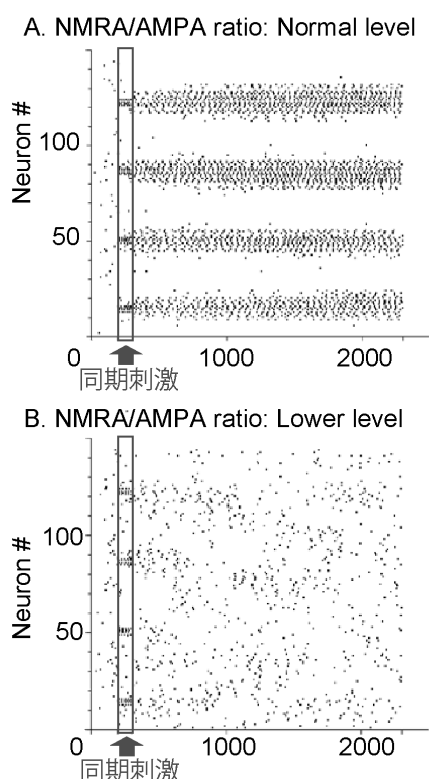 A. NMRA/AMPA ratio: Normal level
Neuron #
100
50
0
1000
2000
同期刺激
B. NMRA/AMPA ratio: Lower level
Neuron #
100
50
0
1000
2000
同期刺激